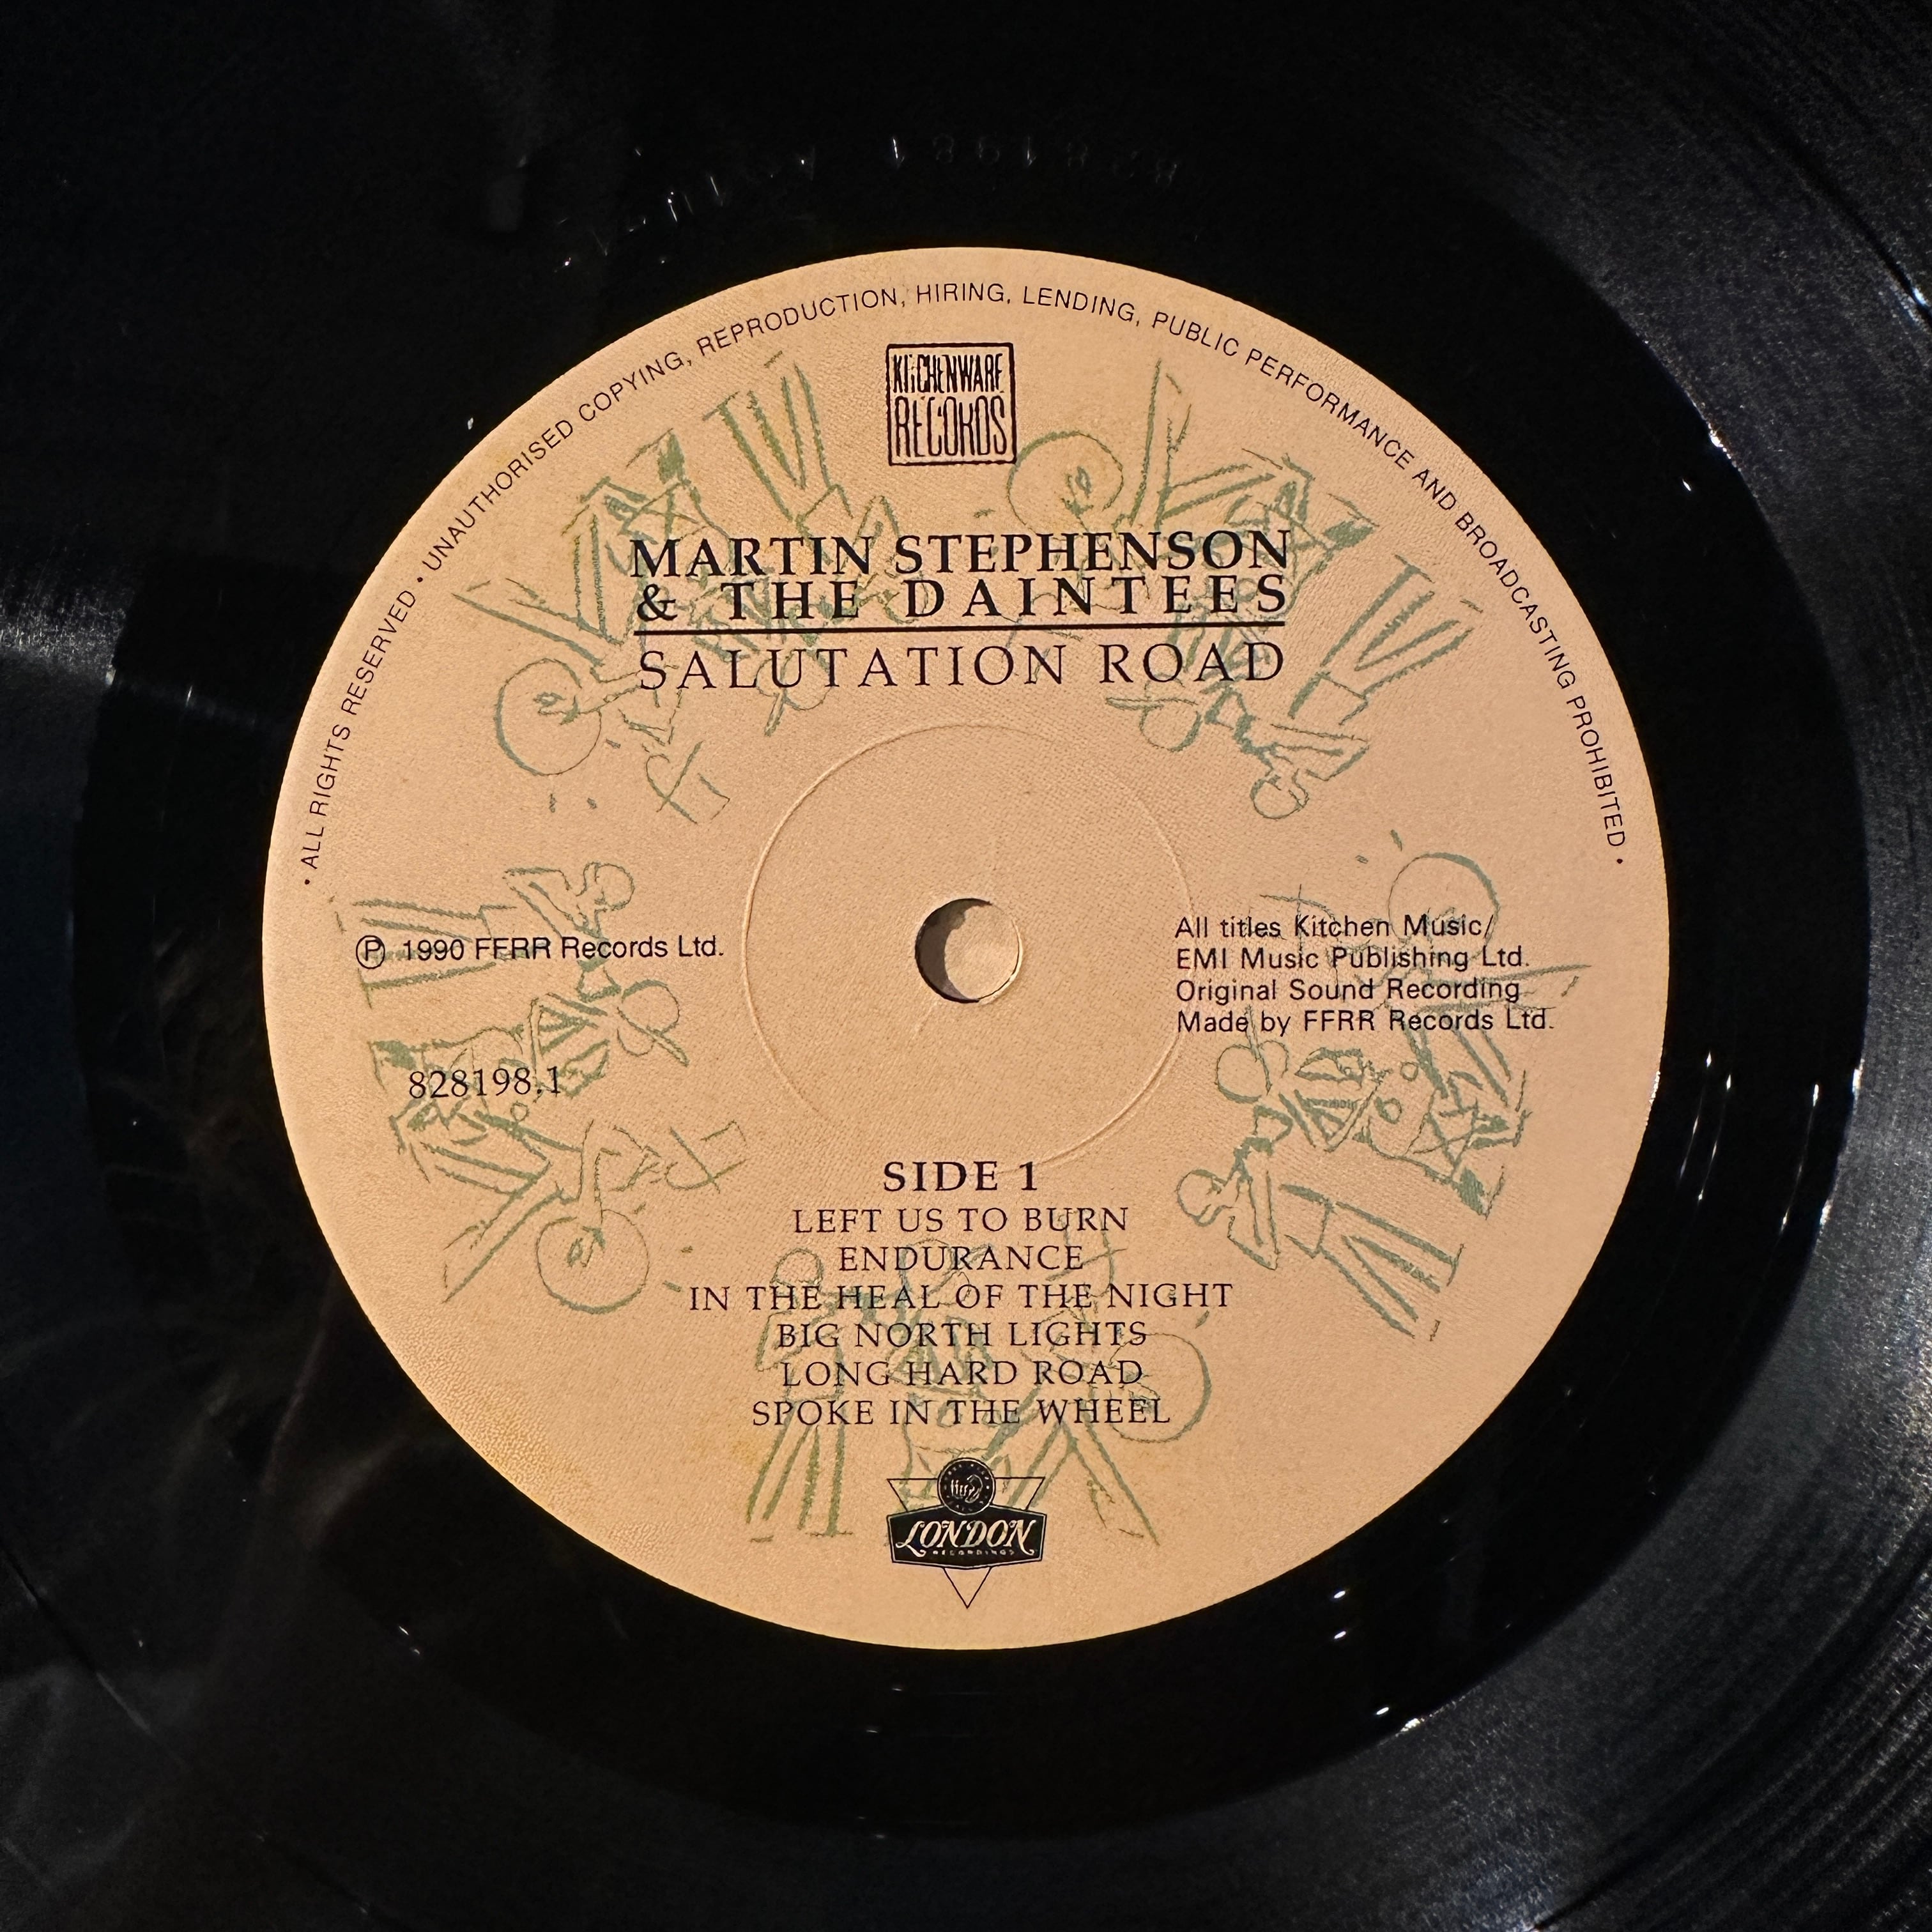 • ALL RIGHTS RESERVED • UNAUTHORISED COPYING, REPRODUCTION, HIRING, LENDING, PUBLIC PERFORMANCE AND BROADCASTING PROHIBITED •
KITCHENWARE
RECORDS
MARTIN STEPHENSON
& THE DAINTEES
SALUTATION ROAD
℗ 1990 FFRR Records Ltd.
828198.1
All titles Kitchen Music/
EMI Music Publishing Ltd.
Original Sound Recording
Made by FFRR Records Ltd.
SIDE 1
LEFT US TO BURN
ENDURANCE
IN THE HEAL OF THE NIGHT
BIG NORTH LIGHTS
LONG HARD ROAD
SPOKE IN THE WHEEL
LONDON
RECORDINGS